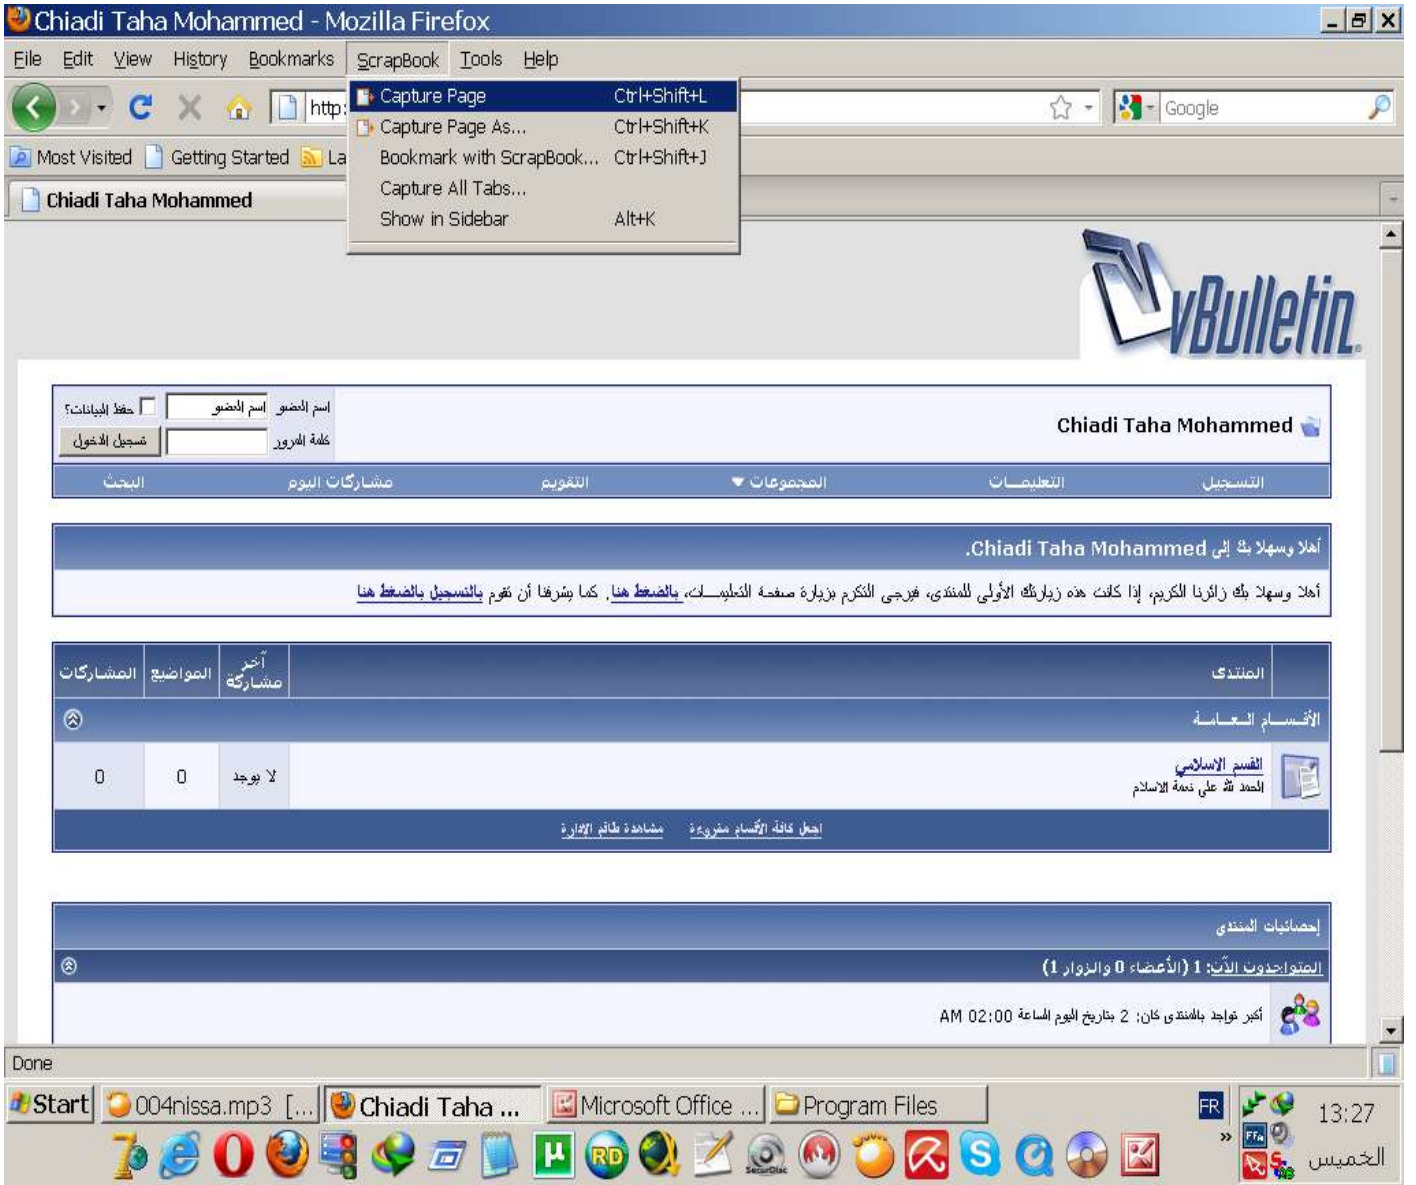 Chiadi Taha Mohammed - Mozilla Firefox
File Edit View History Bookmarks ScrapBook Tools Help
Capture Page Ctrl+Shift+L
Capture Page As... Ctrl+Shift+K
Bookmark with ScrapBook... Ctrl+Shift+J
Capture All Tabs...
Show in Sidebar Alt+K
http: Google
Most Visited Getting Started La
Chiadi Taha Mohammed
vBulletin
Chiadi Taha Mohammed
اسم العضو اسم العضو حفظ البيانات؟
كلمة المرور تسجيل الدخول
التسجيل التعليمـــات المجموعات التقويم مشاركات اليوم البحث
أهلا وسهلا بك إلى Chiadi Taha Mohammed.
أهلا وسهلا بك زائرنا الكريم، إذا كانت هذه زيارتك الأولى للمنتدى، فيرجى التكرم بزيارة صفحة التعليمـــات، بالضغط هنا. كما يشرفنا أن تقوم بالتسجيل بالضغط هنا
المنتدى آخر مشاركة المواضيع المشاركات
الأقـســـام الـعـــامـــة
القسم الاسلامي لا يوجد 0 0
الحمد لله على نعمة الاسلام
اجعل كافة الأقسام مقروءة مشاهدة طاقم الإدارة
إحصائيات المنتدى
المتواجدون الآن: 1 (الأعضاء 0 والزوار 1)
أكبر تواجد بالمنتدى كان: 2 بتاريخ اليوم الساعة 02:00 AM
Done
Start 004nissa.mp3 [... Chiadi Taha ... Microsoft Office ... Program Files FR 13:27
RD SecurDisc » FFa الخميس